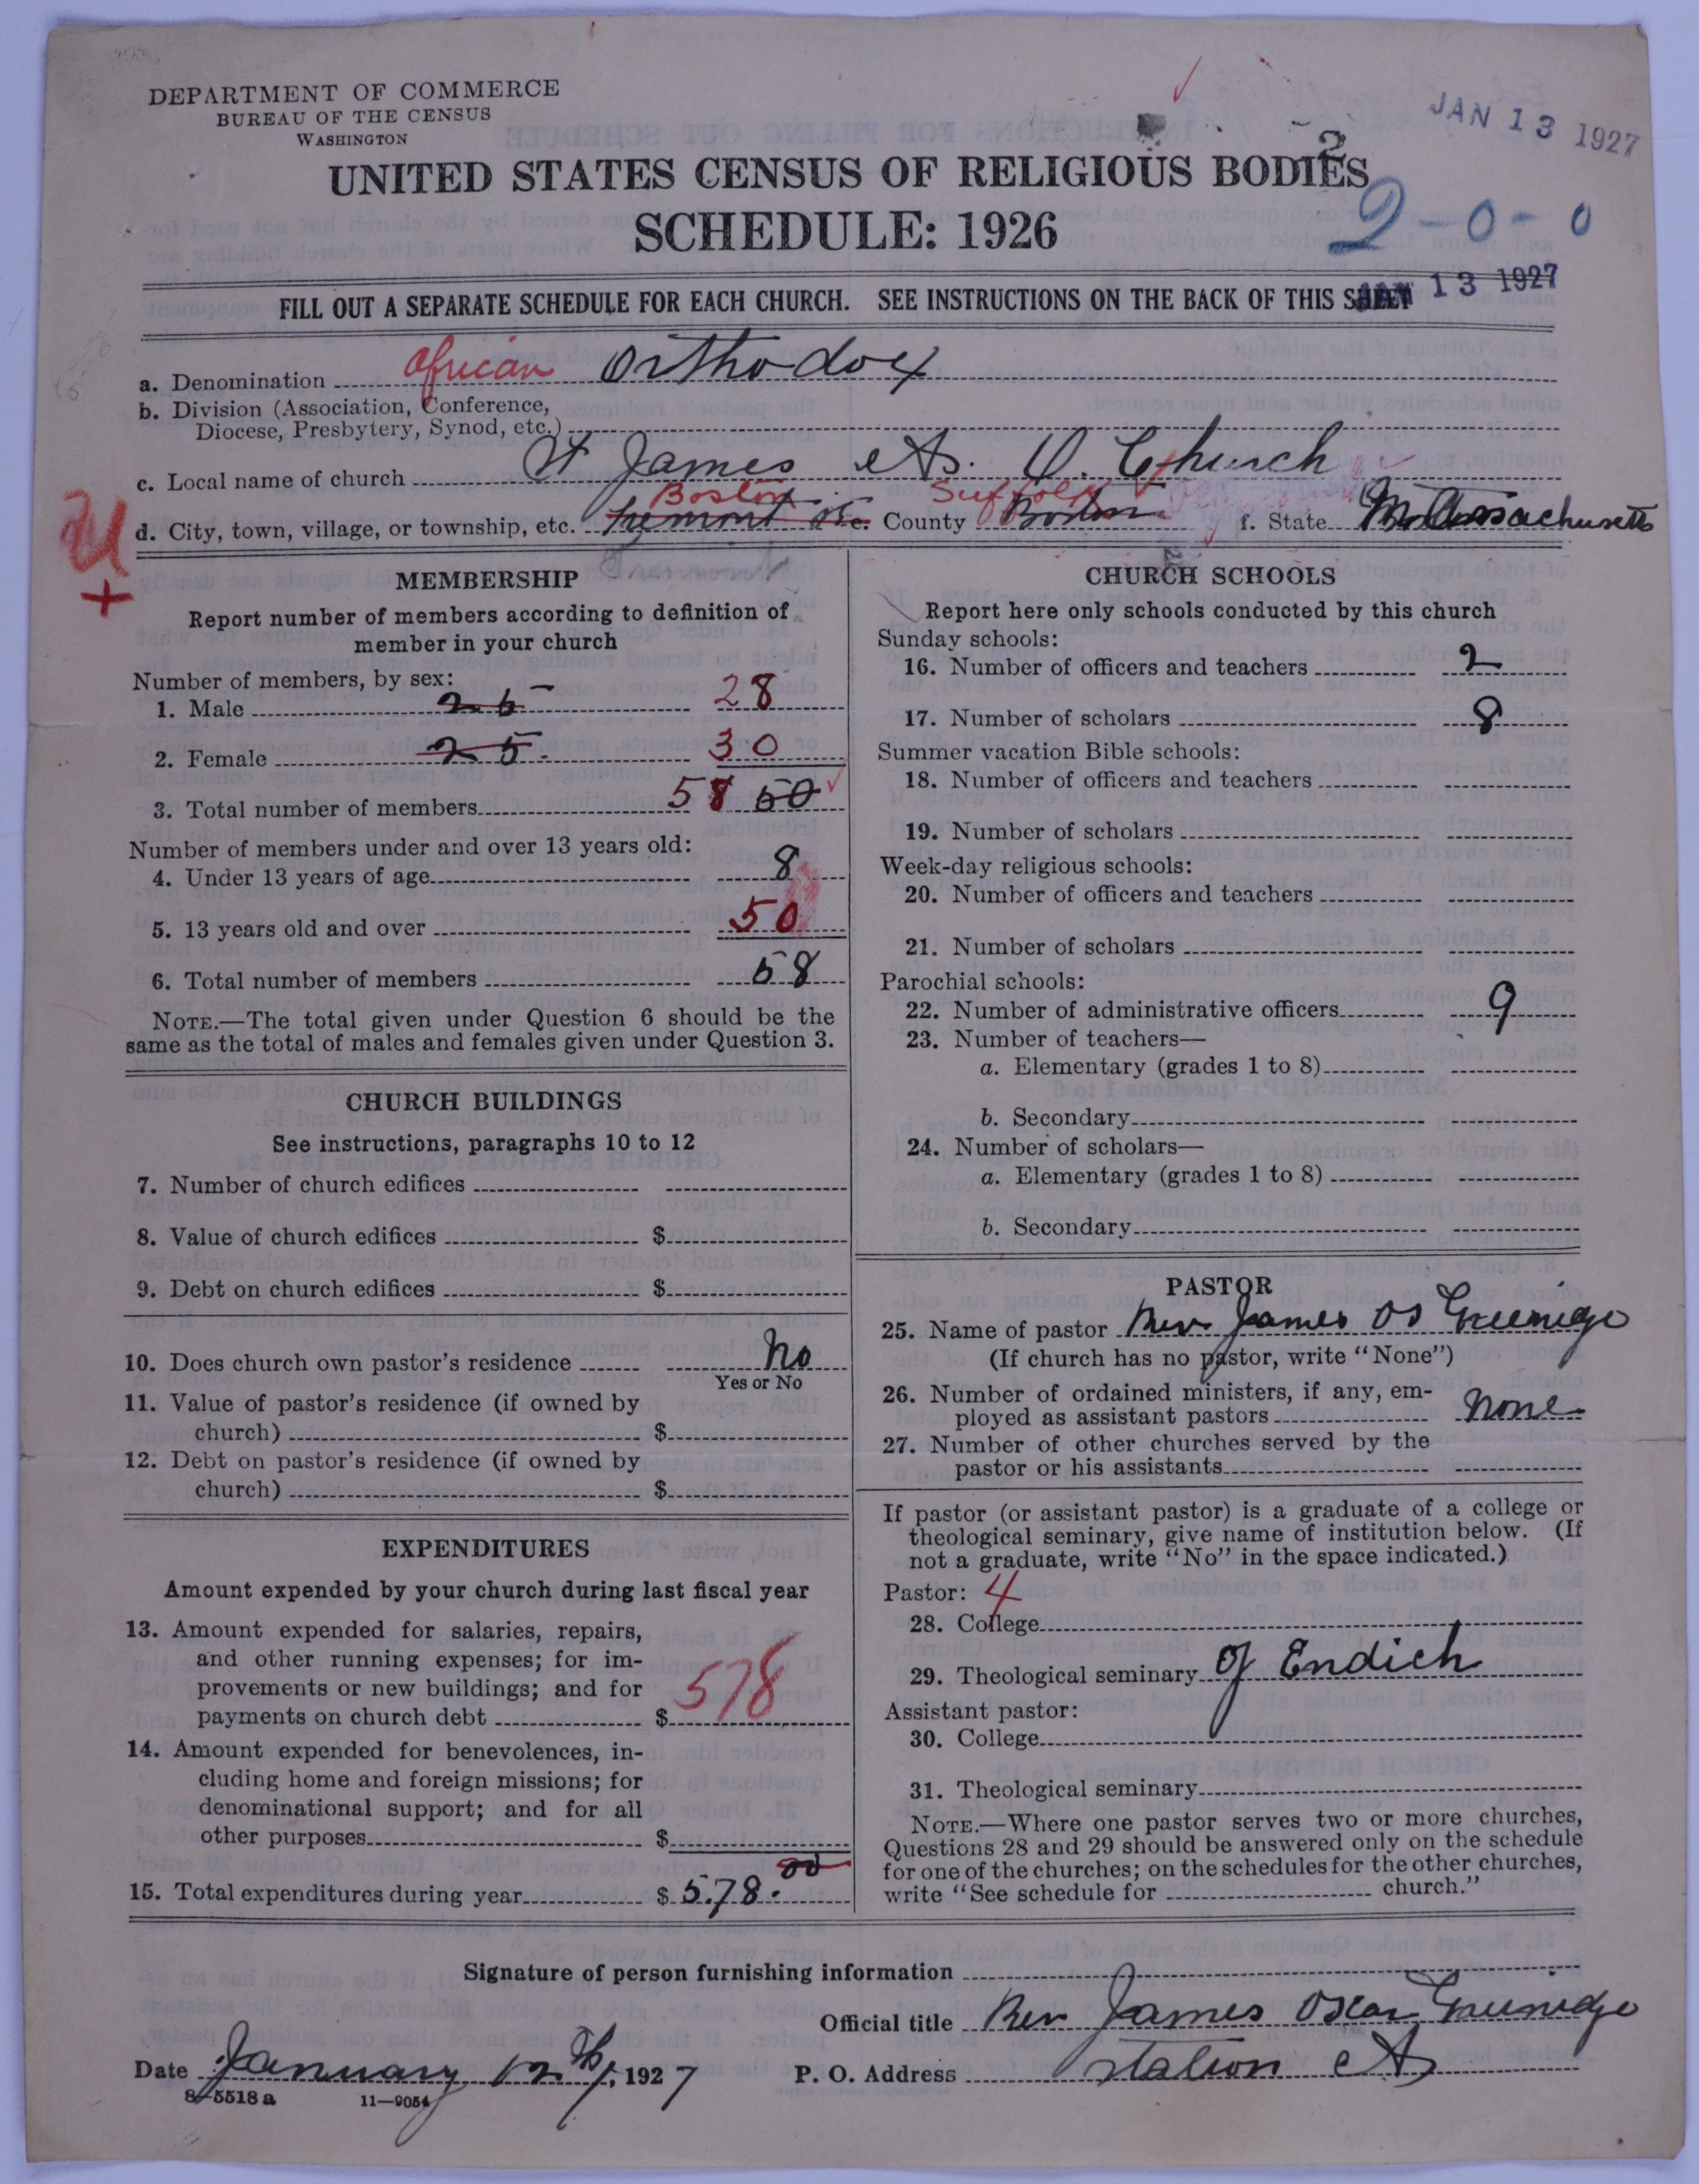 DEPARTMENT OF COMMERCE
BUREAU OF THE CENSUS
WASHINGTON
JAN 13 1927
UNITED STATES CENSUS OF RELIGIOUS BODIES
2
SCHEDULE: 1926
2-0-0
JAN 13 1927
FILL OUT A SEPARATE SCHEDULE FOR EACH CHURCH. SEE INSTRUCTIONS ON THE BACK OF THIS SHEET
a. Denomination African Orthodox
b. Division (Association, Conference,
Diocese, Presbytery, Synod, etc.)
c. Local name of church St James A. O. Church
Boston Suffolk
d. City, town, village, or township, etc. Tremont e. County Boston f. State Massachusetts
U
+
MEMBERSHIP
Report number of members according to definition of
member in your church
Number of members, by sex:
1. Male 25 28
2. Female 25 30
3. Total number of members 58 50
Number of members under and over 13 years old:
4. Under 13 years of age 8
5. 13 years old and over 50
6. Total number of members 58
NOTE.—The total given under Question 6 should be the
same as the total of males and females given under Question 3.
CHURCH BUILDINGS
See instructions, paragraphs 10 to 12
7. Number of church edifices
8. Value of church edifices $
9. Debt on church edifices $
10. Does church own pastor's residence No
Yes or No
11. Value of pastor's residence (if owned by
church) $
12. Debt on pastor's residence (if owned by
church) $
EXPENDITURES
Amount expended by your church during last fiscal year
13. Amount expended for salaries, repairs,
and other running expenses; for im-
provements or new buildings; and for
payments on church debt $ 578
14. Amount expended for benevolences, in-
cluding home and foreign missions; for
denominational support; and for all
other purposes $
15. Total expenditures during year $ 578.00
CHURCH SCHOOLS
Report here only schools conducted by this church
Sunday schools:
16. Number of officers and teachers 2
17. Number of scholars 8
Summer vacation Bible schools:
18. Number of officers and teachers
19. Number of scholars
Week-day religious schools:
20. Number of officers and teachers
21. Number of scholars
Parochial schools:
22. Number of administrative officers 9
23. Number of teachers—
a. Elementary (grades 1 to 8)
b. Secondary
24. Number of scholars—
a. Elementary (grades 1 to 8)
b. Secondary
PASTOR
25. Name of pastor Rev James Os Greenidge
(If church has no pastor, write "None")
26. Number of ordained ministers, if any, em-
ployed as assistant pastors None
27. Number of other churches served by the
pastor or his assistants
If pastor (or assistant pastor) is a graduate of a college or
theological seminary, give name of institution below. (If
not a graduate, write "No" in the space indicated.)
Pastor: 4
28. College
29. Theological seminary of Endich
Assistant pastor:
30. College
31. Theological seminary
NOTE.—Where one pastor serves two or more churches,
Questions 28 and 29 should be answered only on the schedule
for one of the churches; on the schedules for the other churches,
write "See schedule for church."
Signature of person furnishing information
Official title Rev James Oscar Greenidge
Date January 12th, 1927 P. O. Address Station A
8-5518 a 11-9054